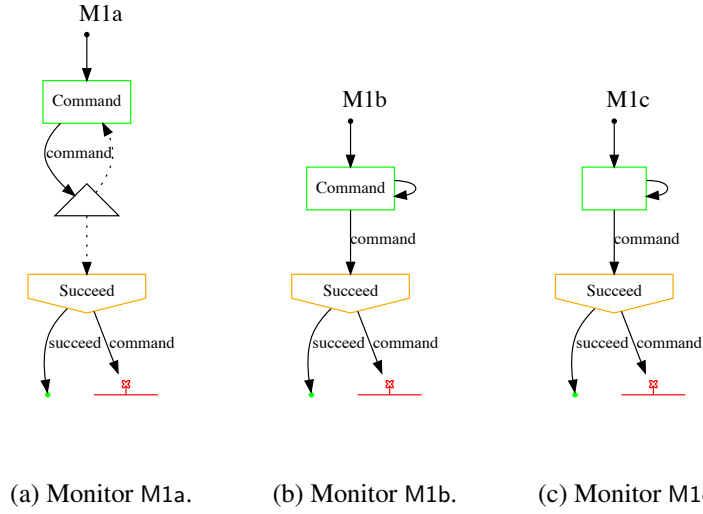 M1a
Command
command
Succeed
succeed command
M1b
Command
command
Succeed
succeed command
M1c
command
Succeed
succeed command
(a) Monitor M1a.
(b) Monitor M1b.
(c) Monitor